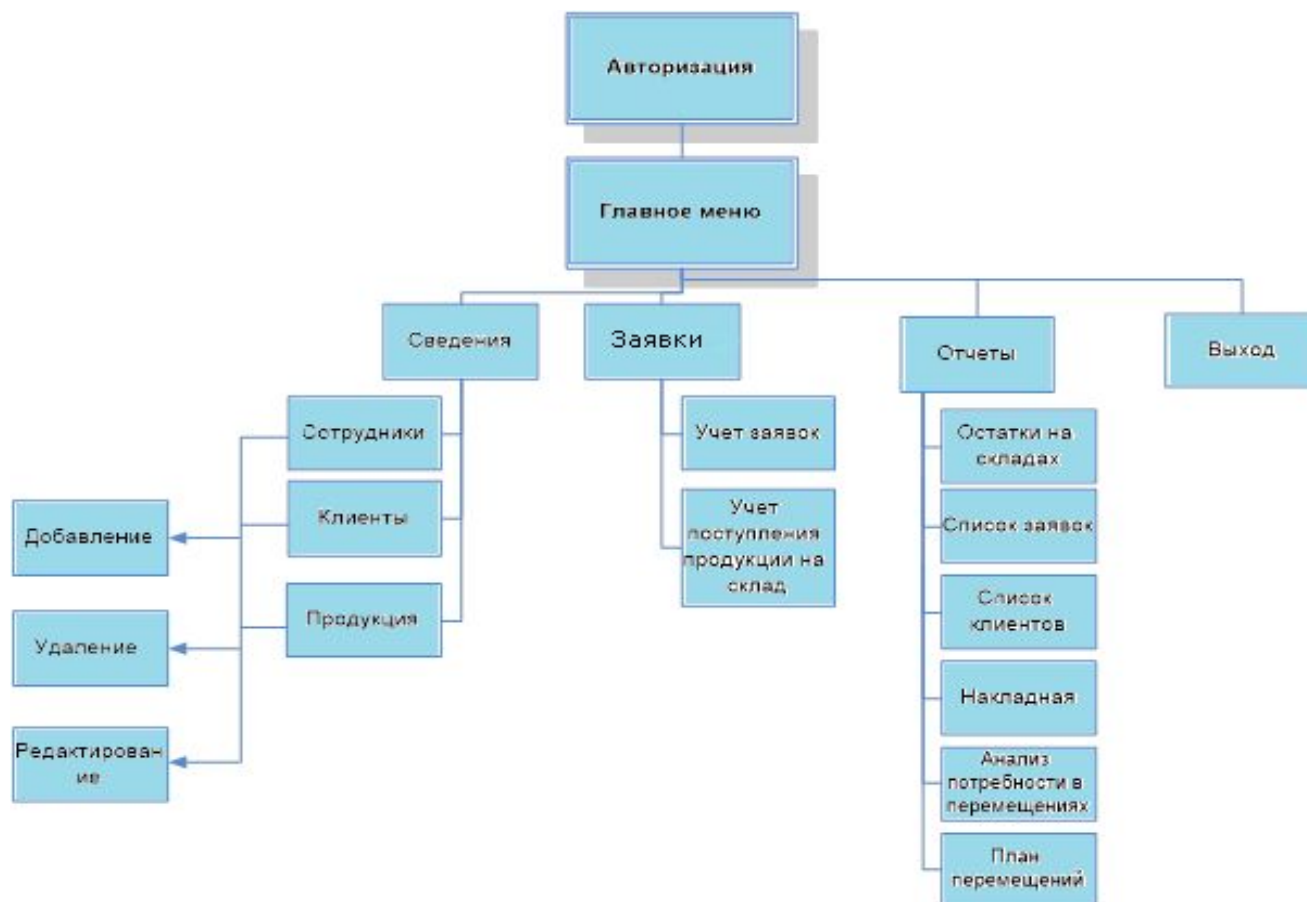 Авторизация
Главное меню
Сведения
Заявки
Отчеты
Выход
Сотрудники
Клиенты
Продукция
Добавление
Удаление
Редактирован
ие
Учет заявок
Учет
поступления
продукции на
склад
Остатки на
складах
Список заявок
Список
клиентов
Накладная
Анализ
потребности в
перемещениях
План
перемещений